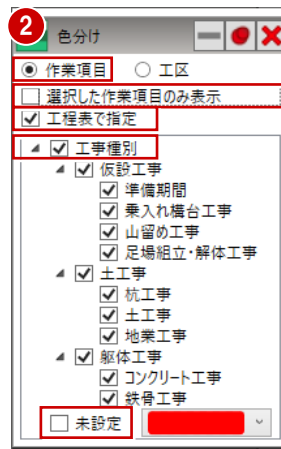 2
色分け
作業項目 工区
選択した作業項目のみ表示
工程表で指定
工事種別
仮設工事
準備期間
乗入れ構台工事
山留め工事
足場組立・解体工事
土工事
杭工事
土工事
地業工事
躯体工事
コンクリート工事
鉄骨工事
未設定